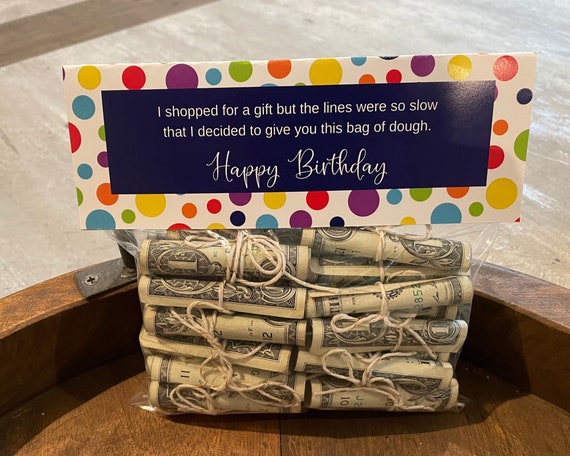 I shopped for a gift but the lines were so slow
that I decided to give you this bag of dough.
Happy Birthday